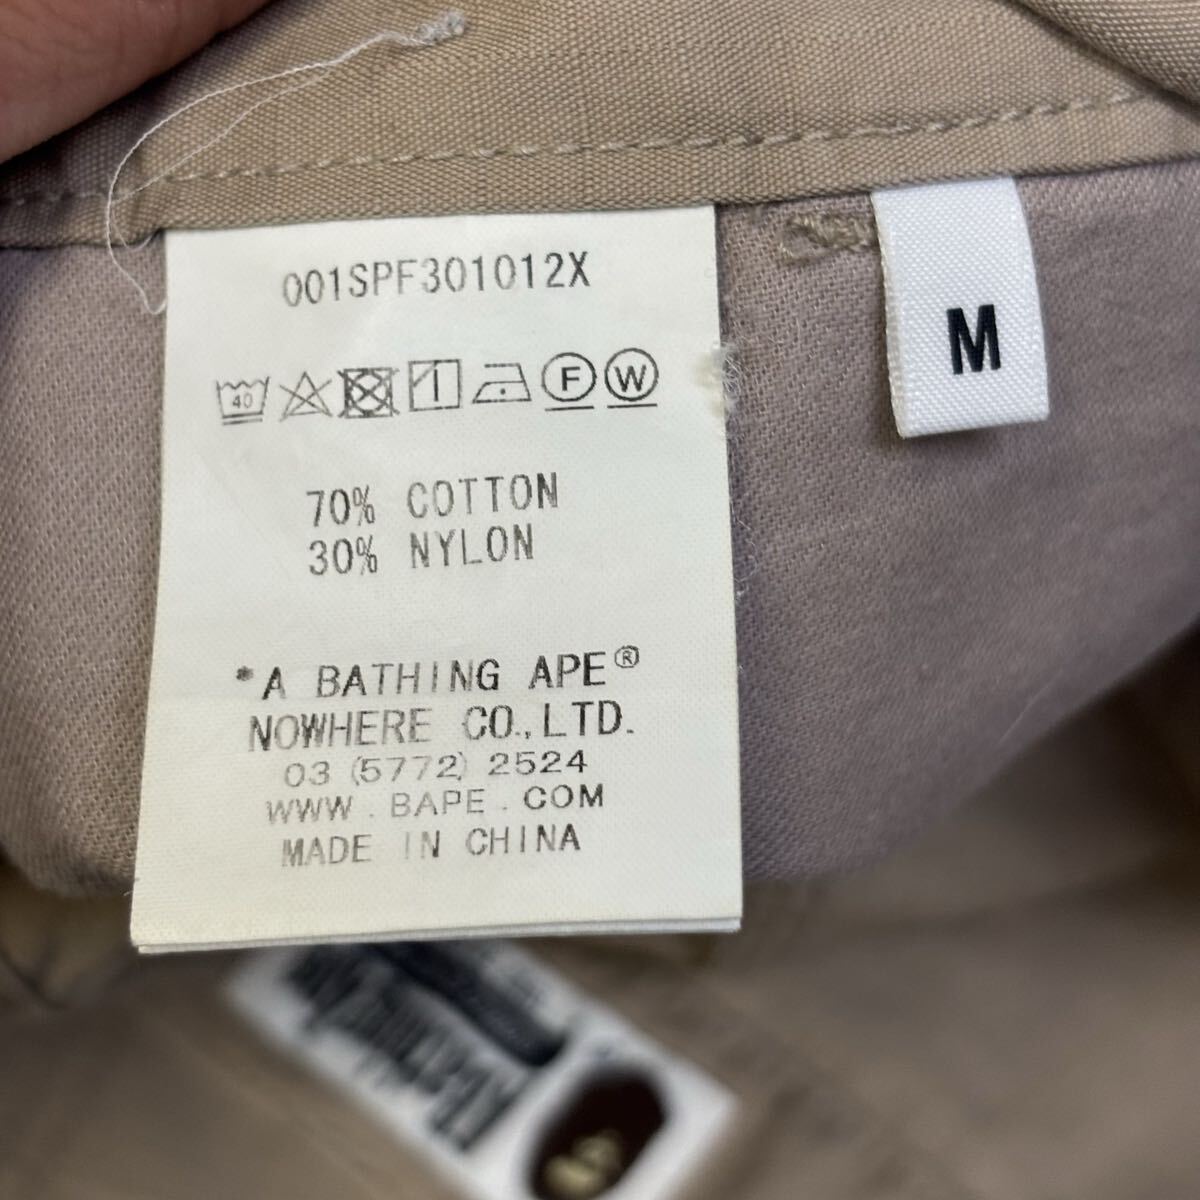 001SPF301012X
M
40 F W
70% COTTON
30% NYLON
*A BATHING APE®
NOWHERE CO.,LTD.
03 (5772) 2524
WWW.BAPE.COM
MADE IN CHINA